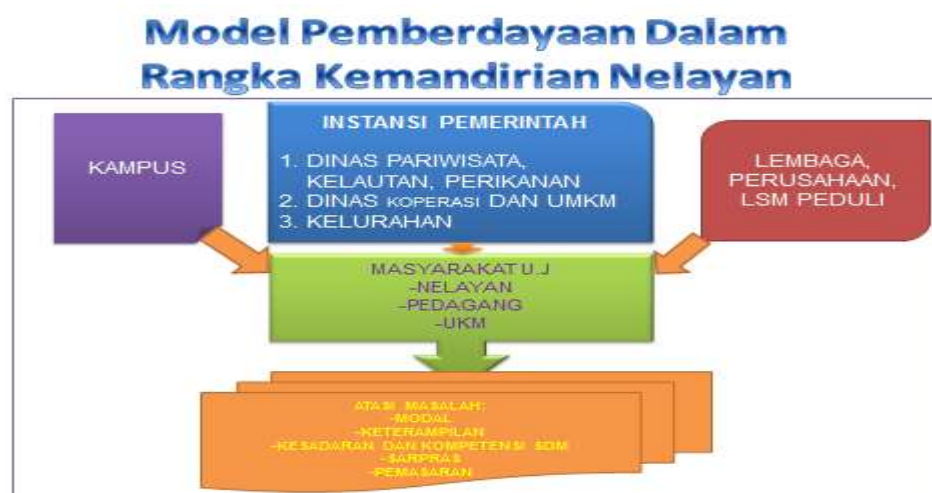 Model Pemberdayaan Dalam
Rangka Kemandirian Nelayan
KAMPUS
INSTANSI PEMERINTAH
1. DINAS PARIWISATA,
KELAUTAN, PERIKANAN
2. DINAS KOPERASI DAN UMKM
3. KELURAHAN
LEMBAGA,
PERUSAHAAN,
LSM PEDULI
MASYARAKAT U.J
-NELAYAN
-PEDAGANG
-UKM
ATASI MASALAH:
-MODAL
-KETERAMPILAN
-KESADARAN DAN KOMPETENSI SDM
-SARPRAS
-PEMASARAN